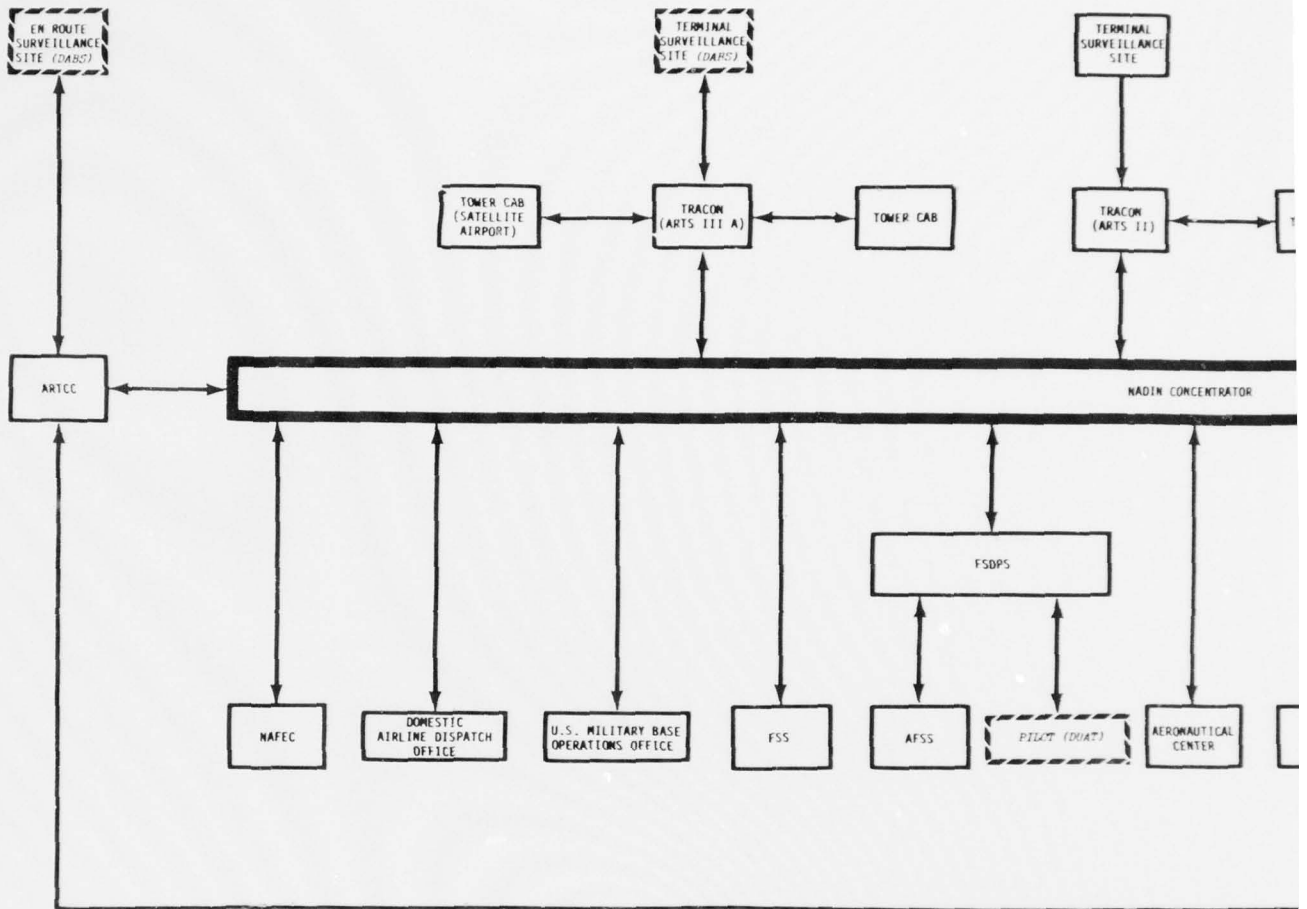 EN ROUTE
SURVEILLANCE
SITE (DABS)
TERMINAL
SURVEILLANCE
SITE (DABS)
TERMINAL
SURVEILLANCE
SITE
TOWER CAB
(SATELLITE
AIRPORT)
TRACON
(ARTS III A)
TOWER CAB
TRACON
(ARTS II)
T
ARTCC
NADIN CONCENTRATOR
FSDPS
NAFEC
DOMESTIC
AIRLINE DISPATCH
OFFICE
U.S. MILITARY BASE
OPERATIONS OFFICE
FSS
AFSS
PILOT (DUAT)
AERONAUTICAL
CENTER